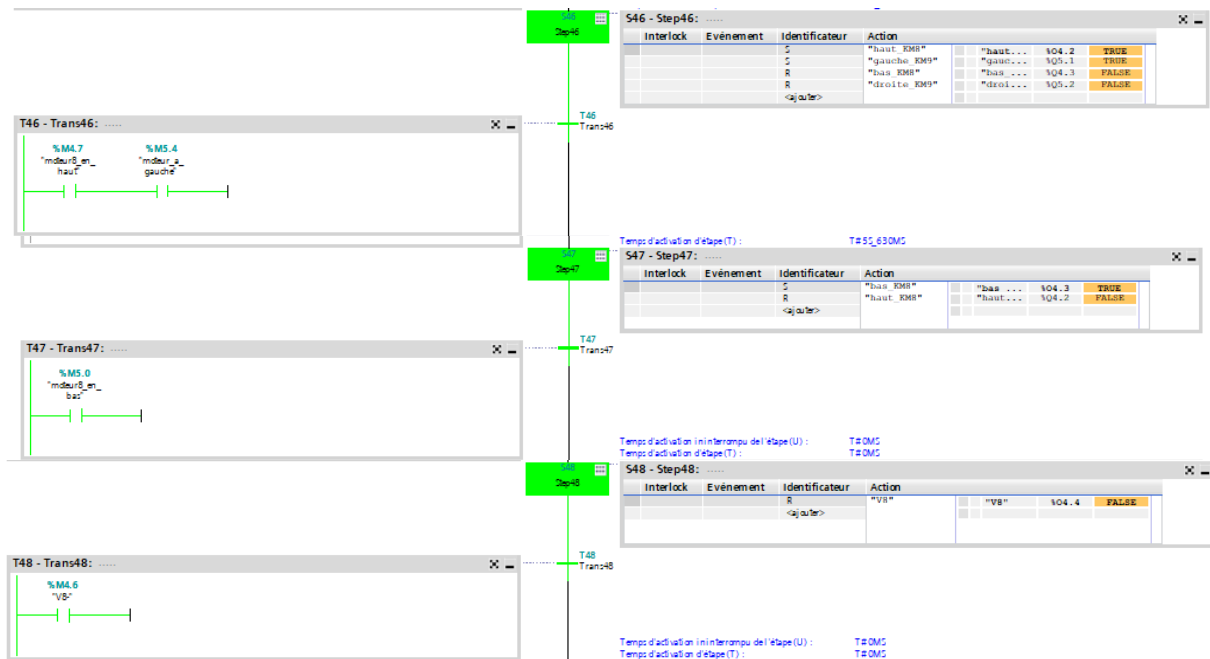 S46
Step46
S46 - Step46: .....
Interlock Evénement Identificateur Action
S "haut_KM8" "haut... %Q4.2 TRUE
S "gauche_KM9" "gauc... %Q5.1 TRUE
R "bas_KM8" "bas_... %Q4.3 FALSE
R "droite_KM9" "droi... %Q5.2 FALSE
<ajouter>
T46 - Trans46: .....
T46
Trans46
%M4.7 %M5.4
"moteur8_en_ "moteur_a_
haut" gauche"
Temps d'activation d'étape (T) : T#5S_630MS
S47
Step47
S47 - Step47: .....
Interlock Evénement Identificateur Action
S "bas_KM8" "bas ... %Q4.3 TRUE
R "haut_KM8" "haut... %Q4.2 FALSE
<ajouter>
T47 - Trans47: .....
T47
Trans47
%M5.0
"moteur8_en_
bas"
Temps d'activation ininterrompu de l'étape (U) : T#0MS
Temps d'activation d'étape (T) : T#0MS
S48
Step48
S48 - Step48: .....
Interlock Evénement Identificateur Action
R "V8" "V8" %Q4.4 FALSE
<ajouter>
T48 - Trans48: .....
T48
Trans48
%M4.6
"V8-"
Temps d'activation ininterrompu de l'étape (U) : T#0MS
Temps d'activation d'étape (T) : T#0MS